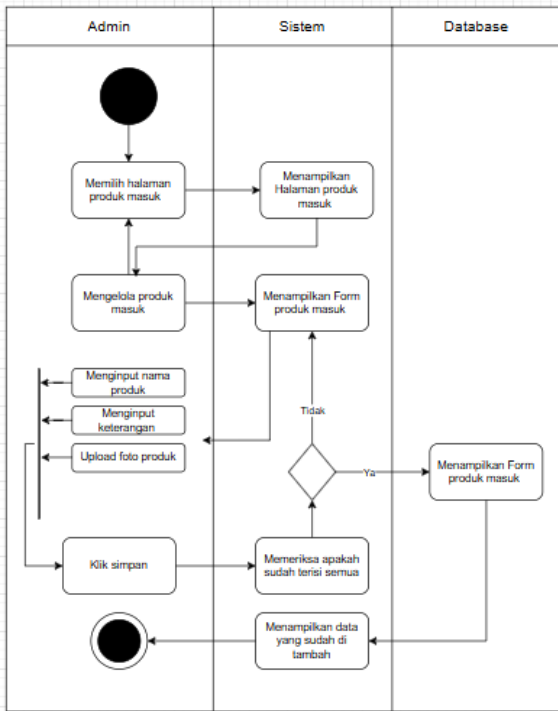 Admin
Sistem
Database
Memilih halaman
produk masuk
Menampilkan
Halaman produk
masuk
Mengelola produk
masuk
Menampilkan Form
produk masuk
Menginput nama
produk
Menginput
keterangan
Upload foto produk
Tidak
Ya
Menampilkan Form
produk masuk
Klik simpan
Memeriksa apakah
sudah terisi semua
Menampilkan data
yang sudah di
tambah